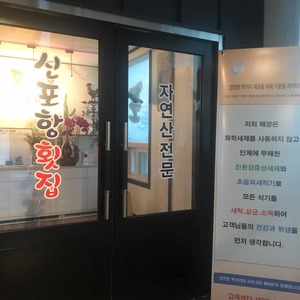 신포항횟집
자연산전문
저희 매장은
화학세제를 사용하지 않고
인체에 무해한
친환경중성세제와
초음파세척기로
모든 식기를
세척,살균,소독하여
고객님들의 건강과 위생을
먼저 생각합니다.
고객센터